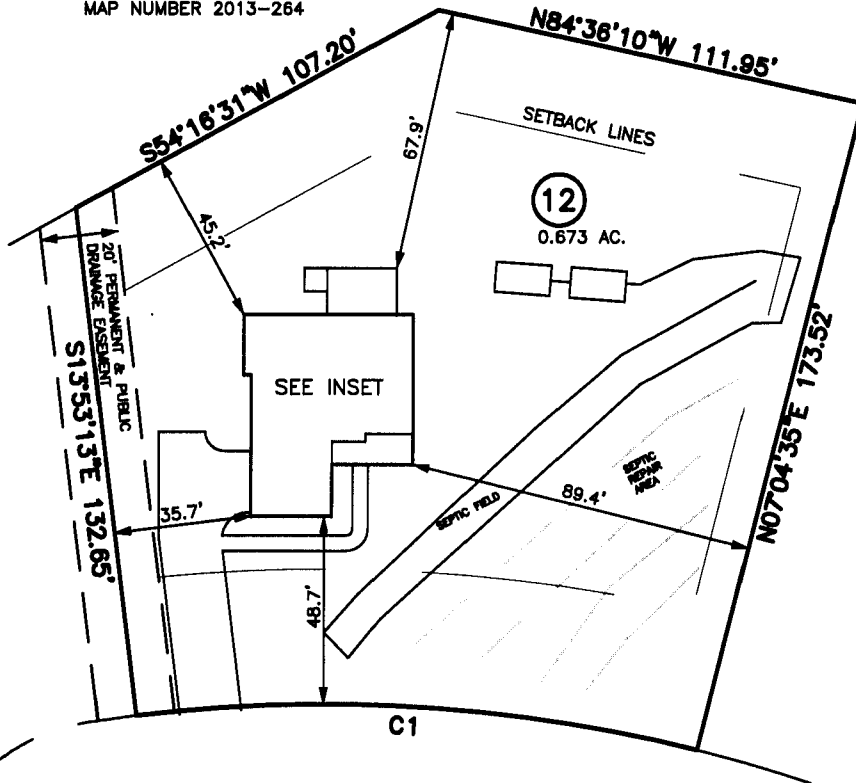 MAP NUMBER 2013-264
N84°36'10"W 111.95'
S54°16'31"W 107.20'
SETBACK LINES
67.9'
12
0.673 AC.
45.2'
20' PERMANENT & PUBLIC
DRAINAGE EASEMENT
S13°53'13"E 132.65'
SEE INSET
N07°04'35"E 173.52'
SEPTIC
REPAIR
AREA
SEPTIC FIELD
89.4'
35.7'
48.7'
C1